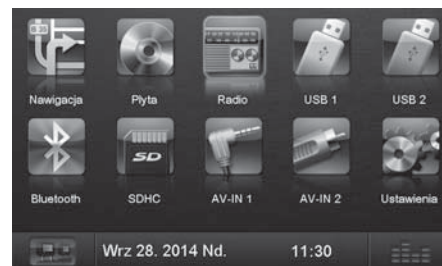 Nawigacja Płyta Radio USB 1 USB 2
SD
Bluetooth SDHC AV-IN 1 AV-IN 2 Ustawienia
Wrz 28. 2014 Nd. 11:30